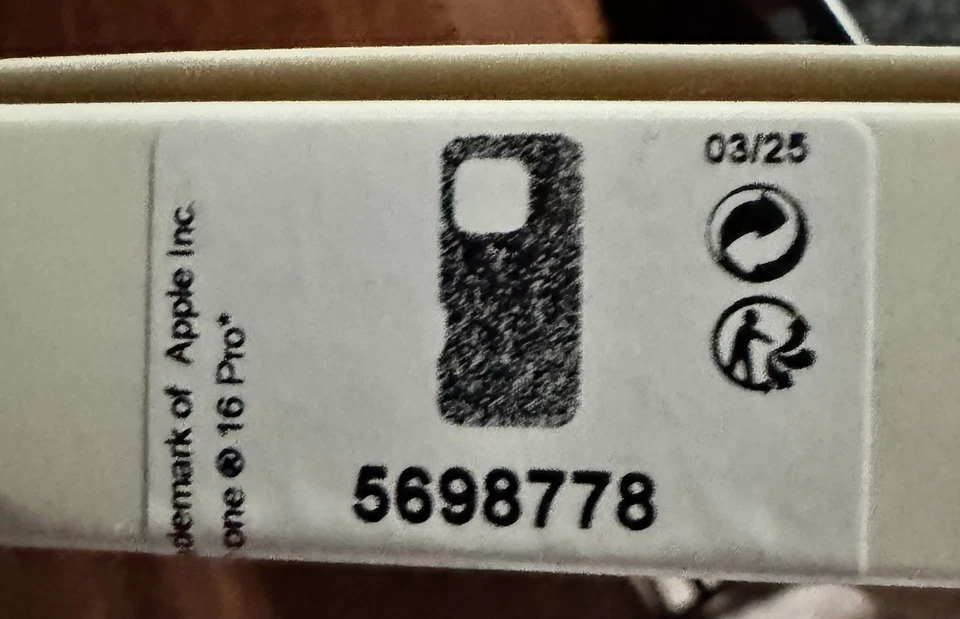 03/25
demark of Apple Inc.
one ® 16 Pro*
5698778